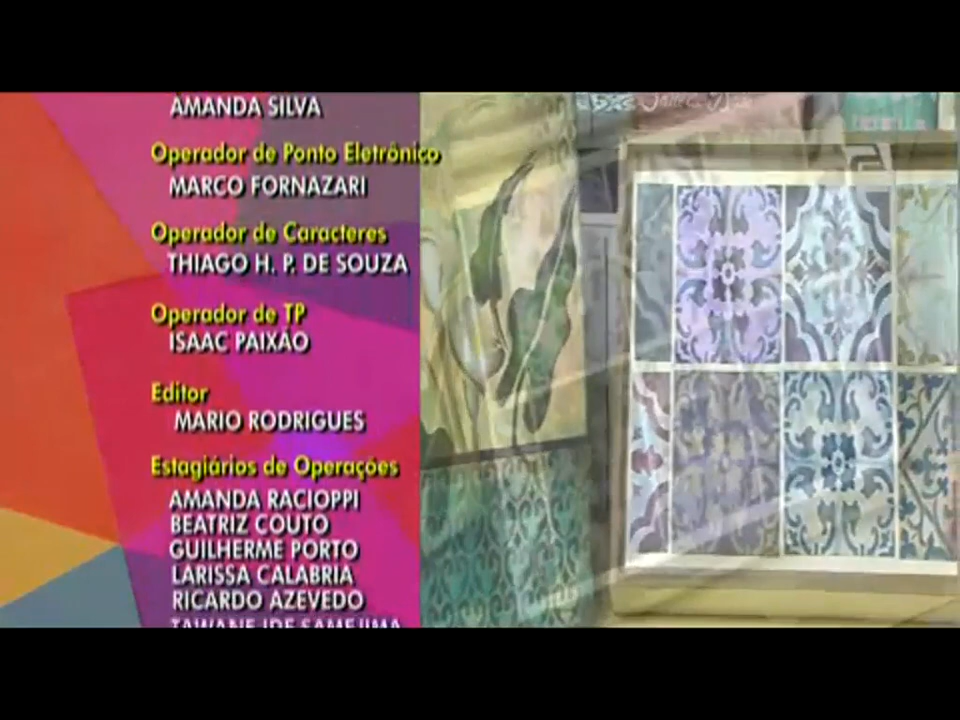 AMANDA SILVA
Operador de Ponto Eletrônico
MARCO FORNAZARI
Operador de Caracteres
THIAGO H. P. DE SOUZA
Operador de TP
ISAAC PAIXÃO
Editor
MARIO RODRIGUES
Estagiários de Operações
AMANDA RACIOPPI
BEATRIZ COUTO
GUILHERME PORTO
LARISSA CALABRIA
RICARDO AZEVEDO